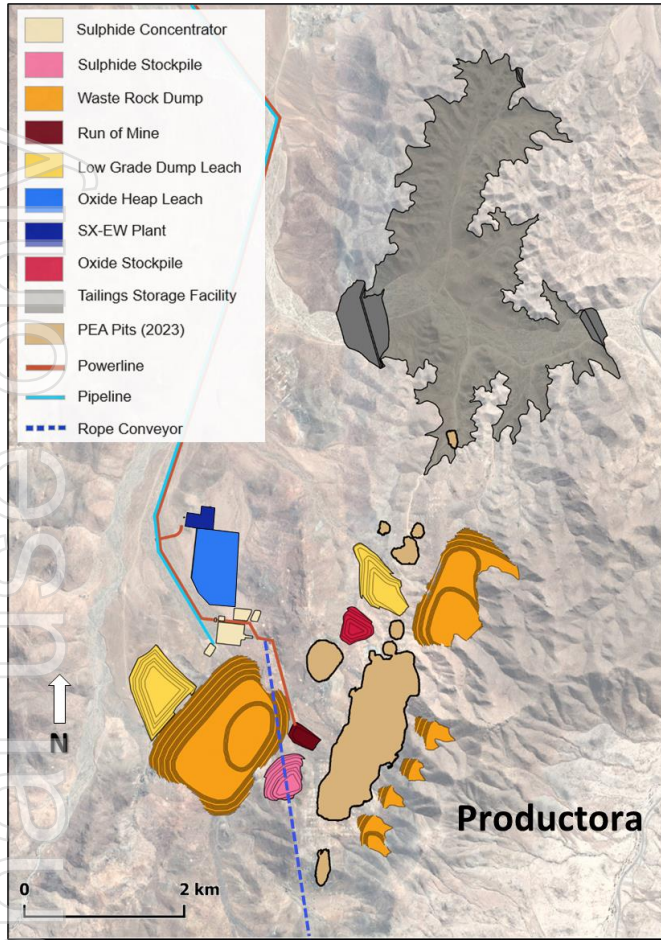 Sulphide Concentrator
Sulphide Stockpile
Waste Rock Dump
Run of Mine
Low Grade Dump Leach
Oxide Heap Leach
SX-EW Plant
Oxide Stockpile
Tailings Storage Facility
PEA Pits (2023)
Powerline
Pipeline
Rope Conveyor
N
Productora
0 2 km